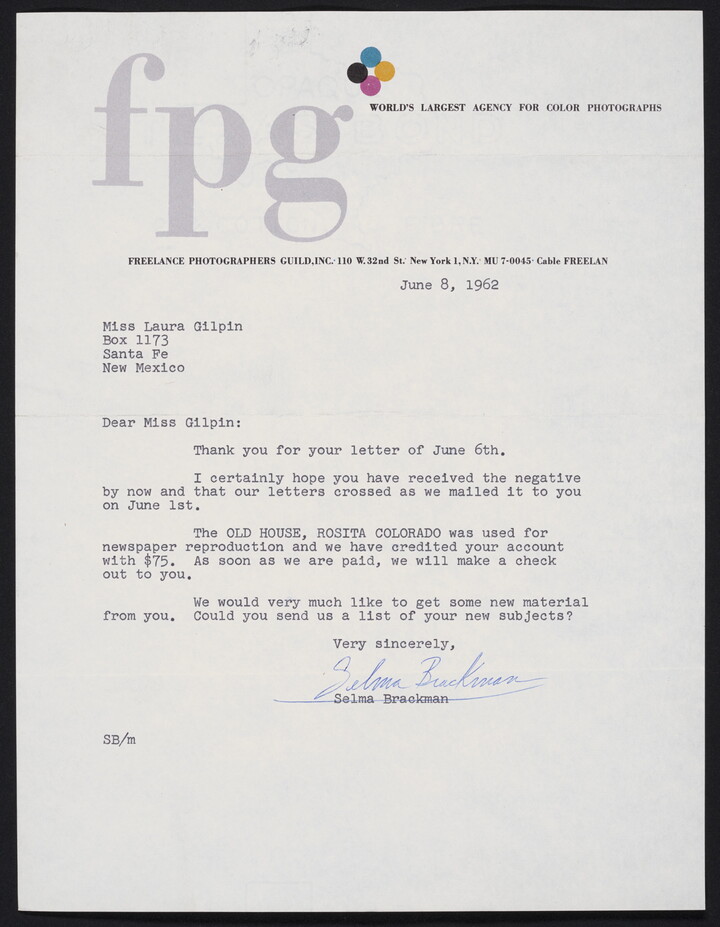 fpg
WORLD'S LARGEST AGENCY FOR COLOR PHOTOGRAPHS
FREELANCE PHOTOGRAPHERS GUILD, INC. · 110 W. 32nd St. · New York 1, N.Y. · MU 7-0045 · Cable FREELAN
June 8, 1962
Miss Laura Gilpin
Box 1173
Santa Fe
New Mexico
Dear Miss Gilpin:
Thank you for your letter of June 6th.
I certainly hope you have received the negative
by now and that our letters crossed as we mailed it to you
on June 1st.
The OLD HOUSE, ROSITA COLORADO was used for
newspaper reproduction and we have credited your account
with $75. As soon as we are paid, we will make a check
out to you.
We would very much like to get some new material
from you. Could you send us a list of your new subjects?
Very sincerely,
Selma Brackman
Selma Brackman
SB/m